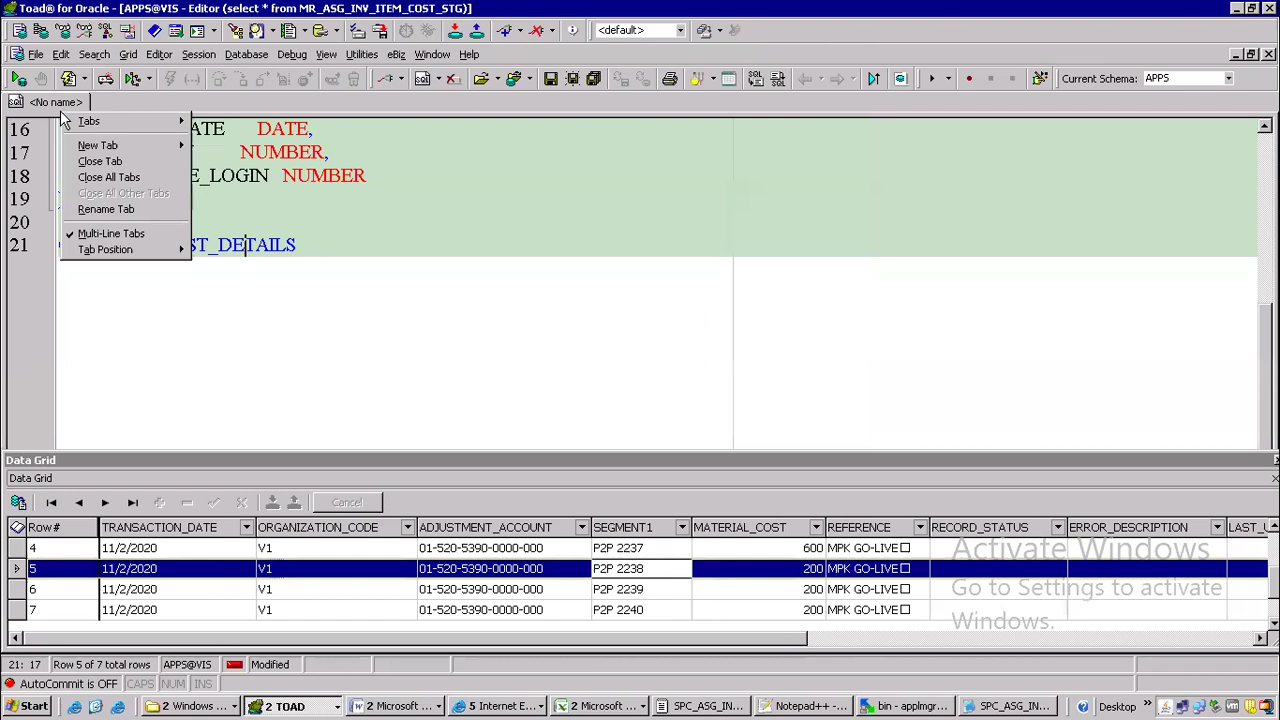 Toad® for Oracle - [APPS@VIS - Editor (select * from MR_ASG_INV_ITEM_COST_STG)]
<default>
File Edit Search Grid Editor Session Database Debug View Utilities eBiz Window Help
Current Schema: APPS
<No name>
Tabs
New Tab
Close Tab
Close All Tabs
Close All Other Tabs
Rename Tab
Multi-Line Tabs
Tab Position
16 ATE DATE,
17 NUMBER,
18 E_LOGIN NUMBER
19
20
21 ST_DETAILS
Data Grid
Data Grid
Cancel
Row # TRANSACTION_DATE ORGANIZATION_CODE ADJUSTMENT_ACCOUNT SEGMENT1 MATERIAL_COST REFERENCE RECORD_STATUS ERROR_DESCRIPTION LAST_U
4 11/2/2020 V1 01-520-5390-0000-000 P2P 2237 600 MPK GO-LIVE
5 11/2/2020 V1 01-520-5390-0000-000 P2P 2238 200 MPK GO-LIVE
6 11/2/2020 V1 01-520-5390-0000-000 P2P 2239 200 MPK GO-LIVE
7 11/2/2020 V1 01-520-5390-0000-000 P2P 2240 200 MPK GO-LIVE
Activate Windows
Go to Settings to activate
Windows.
21: 17 Row 5 of 7 total rows APPS@VIS Modified
AutoCommit is OFF CAPS NUM INS
Start 2 Windows ... 2 TOAD 2 Microsoft ... 5 Internet E... 2 Microsoft ... SPC_ASG_IN... Notepad++ -... bin - applmgr... SPC_ASG_IN... Desktop